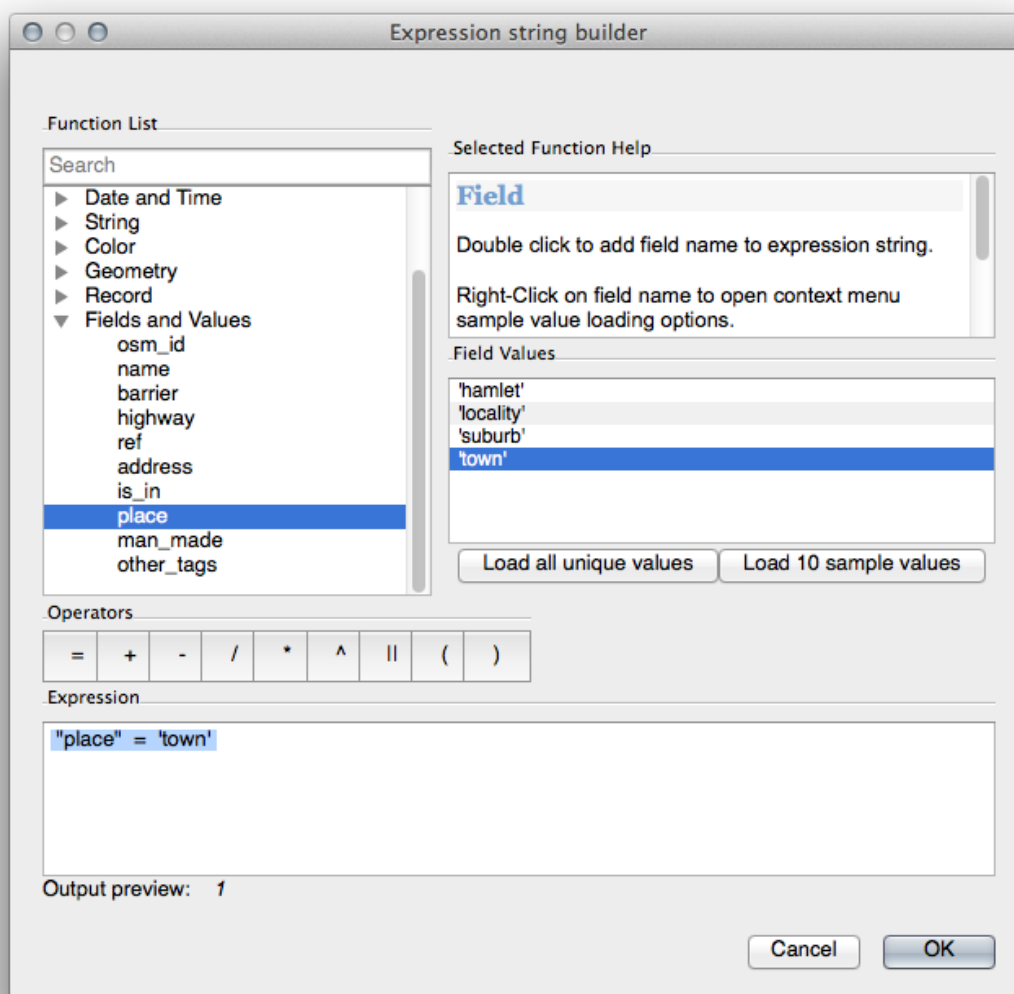 Expression string builder
Function List
Search
Date and Time
String
Color
Geometry
Record
Fields and Values
osm_id
name
barrier
highway
ref
address
is_in
place
man_made
other_tags
Selected Function Help
Field
Double click to add field name to expression string.
Right-Click on field name to open context menu
sample value loading options.
Field Values
'hamlet'
'locality'
'suburb'
'town'
Load all unique values Load 10 sample values
Operators
= + - / * ^ || ( )
Expression
"place" = 'town'
Output preview: 1
Cancel OK